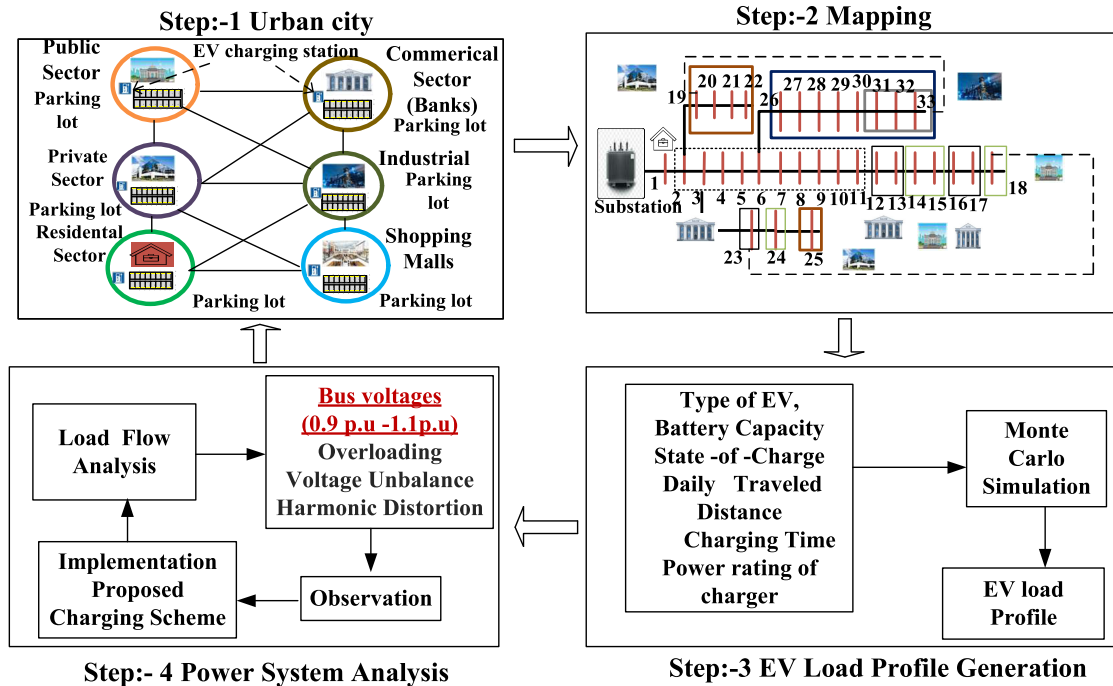 Step:-1 Urban city
Public
Sector
Parking
lot
EV charging station
Commerical
Sector
(Banks)
Parking lot
Private
Sector
Parking lot
Industrial
Parking
lot
Residental
Sector
Parking lot
Shopping
Malls
Parking lot
Step:-2 Mapping
19
20
21
22
26
27
28
29
30
31
32
33
Substation
1
2
3
4
5
6
7
8
9
10
11
12
13
14
15
16
17
18
23
24
25
Type of EV,
Battery Capacity
State -of -Charge
Daily Traveled
Distance
Charging Time
Power rating of
charger
Monte
Carlo
Simulation
EV load
Profile
Step:-3 EV Load Profile Generation
Load Flow
Analysis
Bus voltages
(0.9 p.u -1.1p.u)
Overloading
Voltage Unbalance
Harmonic Distortion
Observation
Implementation
Proposed
Charging Scheme
Step:- 4 Power System Analysis